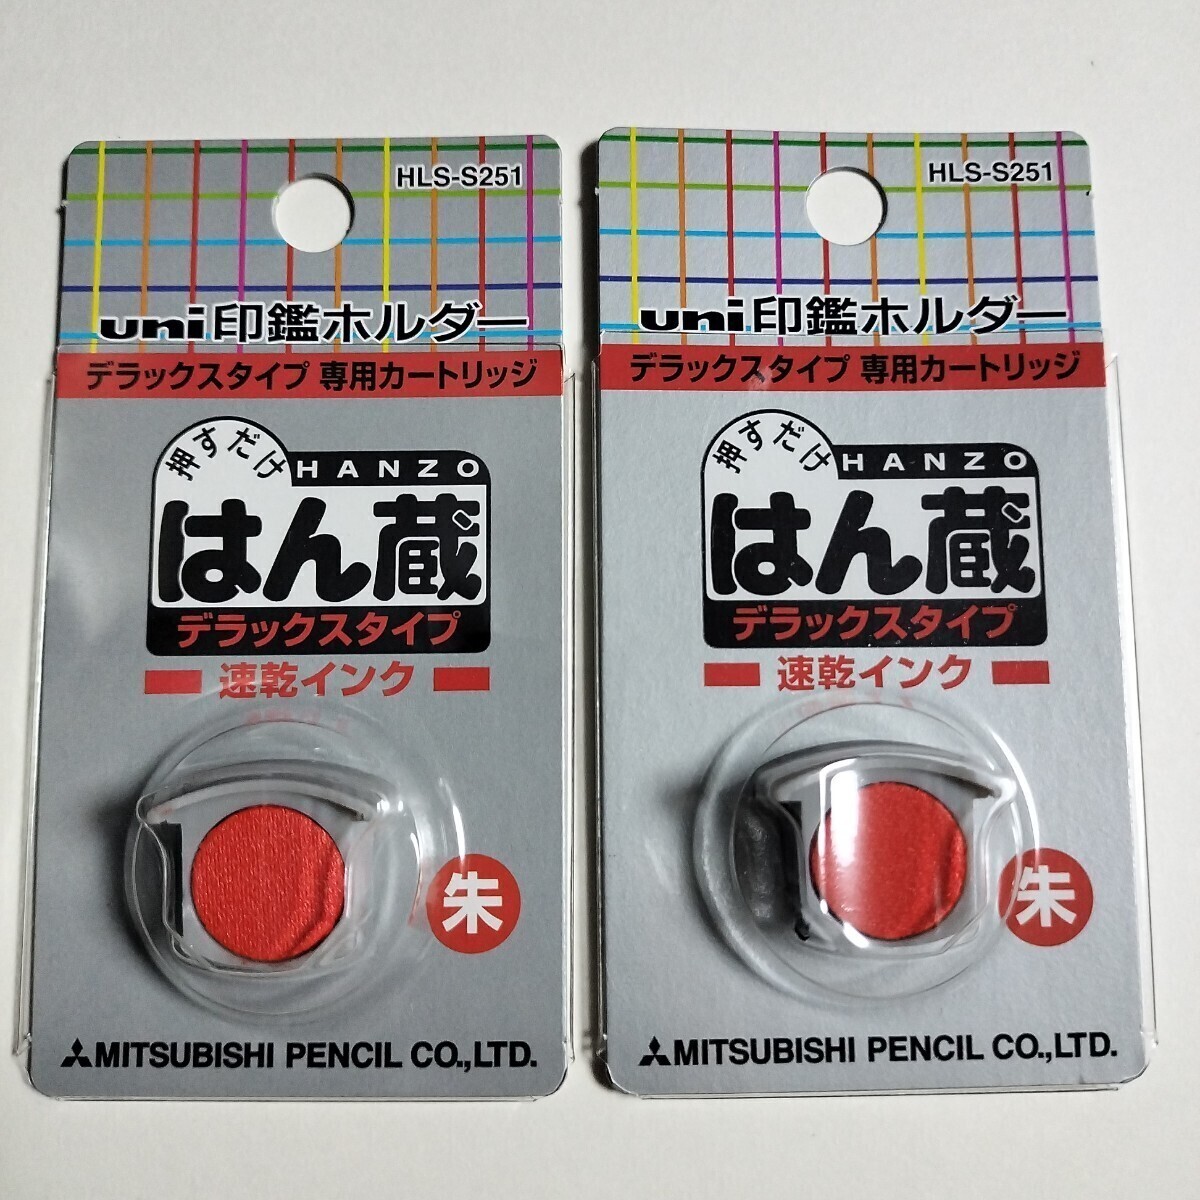 HLS-S251
uni印鑑ホルダー
デラックスタイプ 専用カートリッジ
押すだけ
HANZO
はん蔵
デラックスタイプ
速乾インク
朱
MITSUBISHI PENCIL CO.,LTD.
HLS-S251
uni印鑑ホルダー
デラックスタイプ 専用カートリッジ
押すだけ
HANZO
はん蔵
デラックスタイプ
速乾インク
朱
MITSUBISHI PENCIL CO.,LTD.